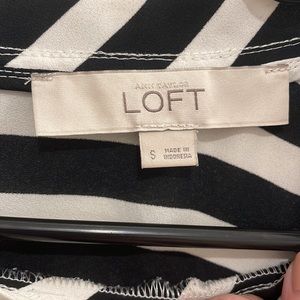 ANN TAYLOR
LOFT
S
MADE IN
INDONESIA